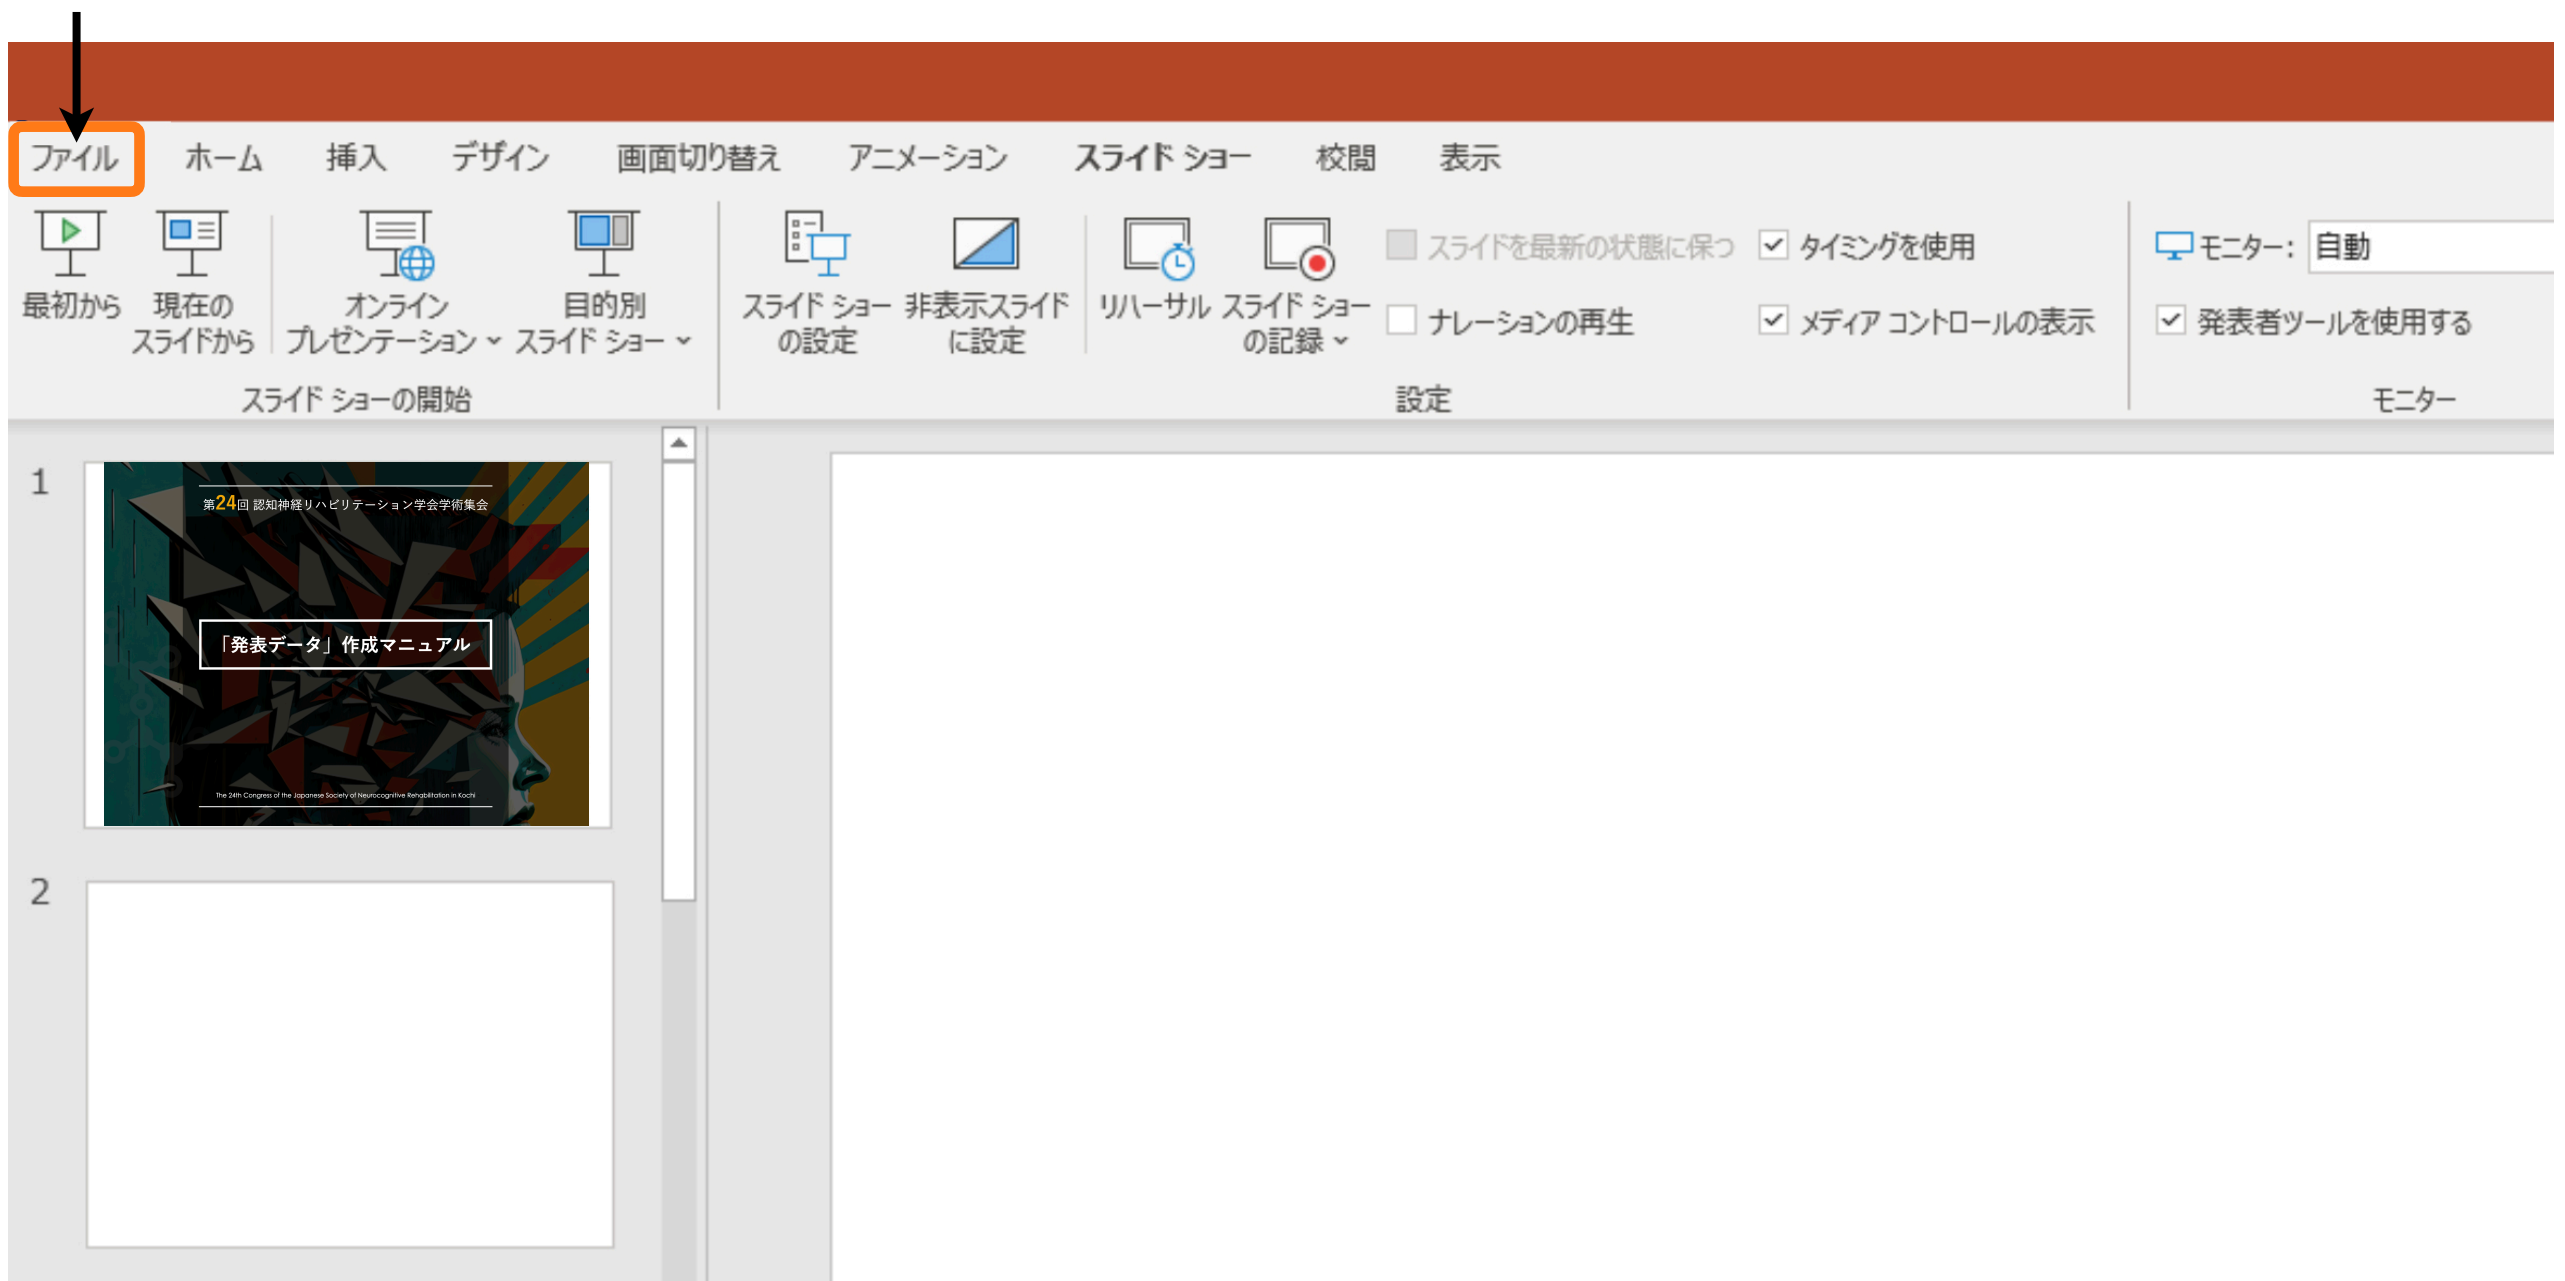 ファイル ホーム 挿入 デザイン 画面切り替え アニメーション スライド ショー 校閲 表示
最初から
現在の
スライドから
オンライン
プレゼンテーション
目的別
スライド ショー
スライド ショーの開始
スライド ショー
の設定
非表示スライド
に設定
リハーサル
スライド ショー
の記録
スライドを最新の状態に保つ
ナレーションの再生
タイミングを使用
メディア コントロールの表示
設定
モニター: 自動
発表者ツールを使用する
モニター
1
第24回 認知神経リハビリテーション学会学術集会
「発表データ」作成マニュアル
The 24th Congress of the Japanese Society of Neurocognitive Rehabilitation in Kochi
2